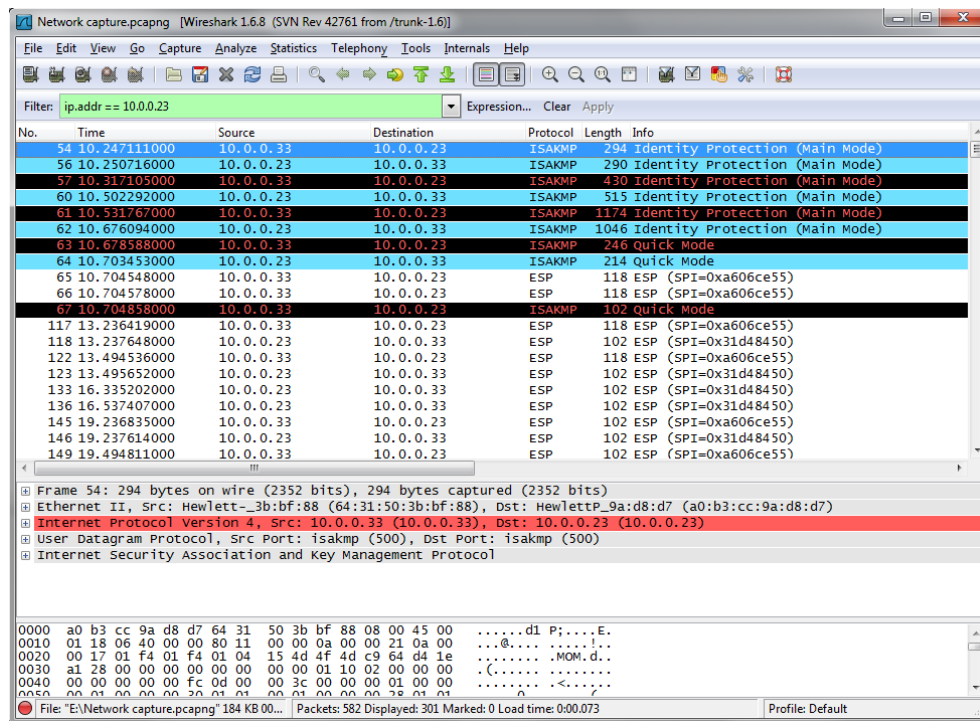 Network capture.pcapng [Wireshark 1.6.8 (SVN Rev 42761 from /trunk-1.6)]
File Edit View Go Capture Analyze Statistics Telephony Tools Internals Help
Filter: ip.addr == 10.0.0.23 Expression... Clear Apply
No. Time Source Destination Protocol Length Info
54 10.247111000 10.0.0.33 10.0.0.23 ISAKMP 294 Identity Protection (Main Mode)
56 10.250716000 10.0.0.33 10.0.0.23 ISAKMP 290 Identity Protection (Main Mode)
57 10.317105000 10.0.0.33 10.0.0.23 ISAKMP 430 Identity Protection (Main Mode)
60 10.502292000 10.0.0.33 10.0.0.23 ISAKMP 515 Identity Protection (Main Mode)
61 10.531767000 10.0.0.33 10.0.0.23 ISAKMP 1174 Identity Protection (Main Mode)
62 10.676094000 10.0.0.33 10.0.0.23 ISAKMP 1046 Identity Protection (Main Mode)
63 10.678588000 10.0.0.33 10.0.0.23 ISAKMP 246 Quick Mode
64 10.703453000 10.0.0.33 10.0.0.23 ISAKMP 214 Quick Mode
65 10.704548000 10.0.0.33 10.0.0.23 ESP 118 ESP (SPI=0xa606ce55)
66 10.704578000 10.0.0.33 10.0.0.23 ESP 118 ESP (SPI=0xa606ce55)
67 10.704858000 10.0.0.33 10.0.0.23 ISAKMP 102 Quick Mode
117 13.236419000 10.0.0.33 10.0.0.23 ESP 118 ESP (SPI=0xa606ce55)
118 13.237648000 10.0.0.23 10.0.0.33 ESP 102 ESP (SPI=0x31d48450)
122 13.494536000 10.0.0.33 10.0.0.23 ESP 118 ESP (SPI=0xa606ce55)
123 13.495652000 10.0.0.23 10.0.0.33 ESP 102 ESP (SPI=0x31d48450)
133 16.335202000 10.0.0.23 10.0.0.33 ESP 102 ESP (SPI=0x31d48450)
136 16.537407000 10.0.0.23 10.0.0.33 ESP 102 ESP (SPI=0x31d48450)
145 19.236835000 10.0.0.33 10.0.0.23 ESP 102 ESP (SPI=0xa606ce55)
146 19.237614000 10.0.0.23 10.0.0.33 ESP 102 ESP (SPI=0x31d48450)
149 19.494811000 10.0.0.33 10.0.0.23 ESP 102 ESP (SPI=0xa606ce55)
Frame 54: 294 bytes on wire (2352 bits), 294 bytes captured (2352 bits)
Ethernet II, Src: Hewlett-_3b:bf:88 (64:31:50:3b:bf:88), Dst: HewlettP_9a:d8:d7 (a0:b3:cc:9a:d8:d7)
Internet Protocol Version 4, Src: 10.0.0.33 (10.0.0.33), Dst: 10.0.0.23 (10.0.0.23)
User Datagram Protocol, Src Port: isakmp (500), Dst Port: isakmp (500)
Internet Security Association and Key Management Protocol
0000 a0 b3 cc 9a d8 d7 64 31 50 3b bf 88 08 00 45 00 ......d1 P;....E.
0010 01 18 06 40 00 00 80 11 00 00 0a 00 00 21 0a 00 ...@.... .....!..
0020 00 17 01 f4 01 f4 01 04 15 4d 4f 4d c9 64 d4 1e ........ .MOM.d..
0030 a1 28 00 00 00 00 00 00 00 00 01 10 02 00 00 00 .(...... ........
0040 00 00 00 00 fc 0d 00 00 3c 00 00 00 01 00 00 ........ .<......
0050 00 01 00 00 00 30 01 01 00 01 00 00 00 28 01 01 .....0.. .....(..
File: "E:\Network capture.pcapng" 184 KB 00... Packets: 582 Displayed: 301 Marked: 0 Load time: 0:00.073 Profile: Default